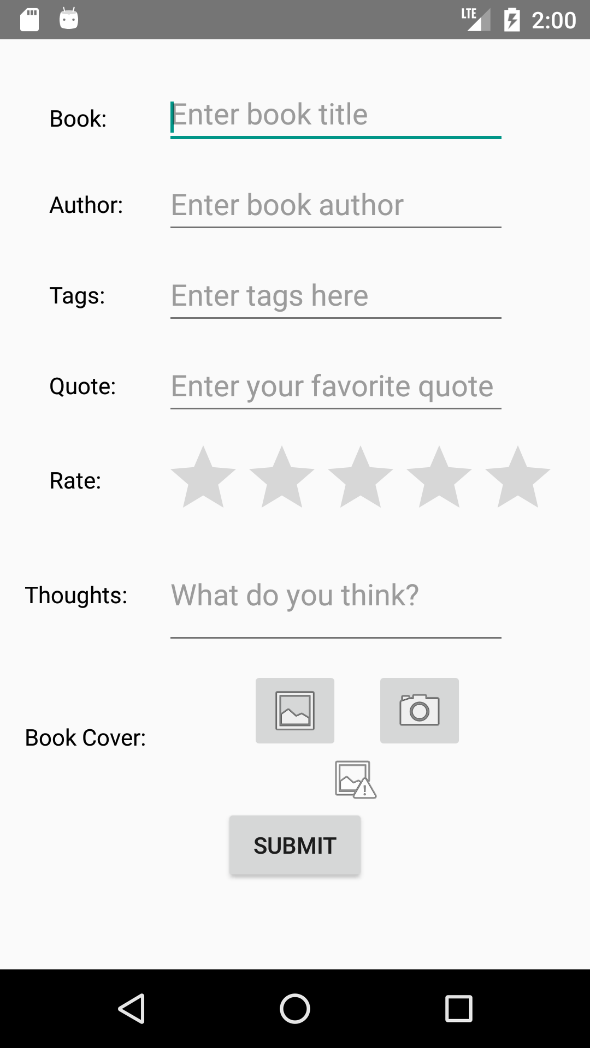 LTE 2:00
Book: Enter book title
Author: Enter book author
Tags: Enter tags here
Quote: Enter your favorite quote
Rate:
Thoughts: What do you think?
Book Cover:
SUBMIT